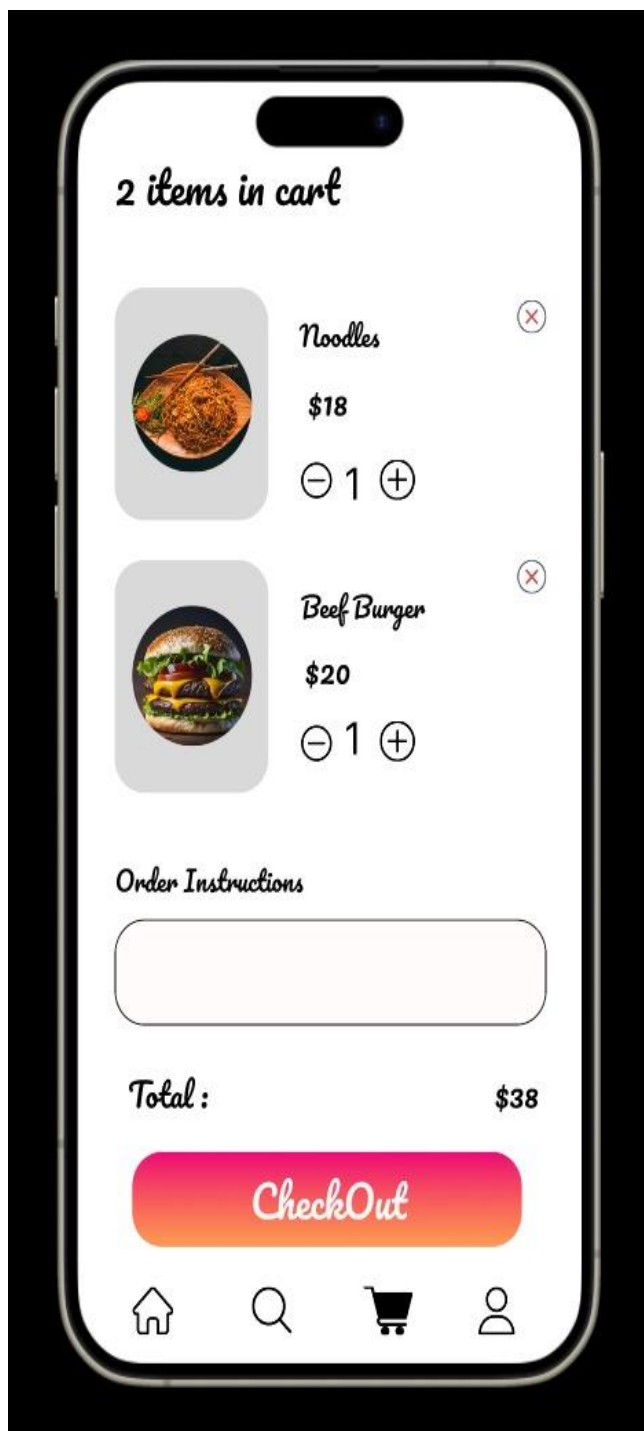 2 items in cart
Noodles
$18
1
Beef Burger
$20
1
Order Instructions
Total : $38
CheckOut